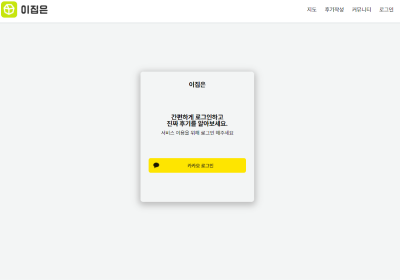 이집은
지도 후기작성 커뮤니티 로그인
이집은
간편하게 로그인하고
진짜 후기를 알아보세요.
서비스 이용을 위해 로그인 해주세요
카카오 로그인